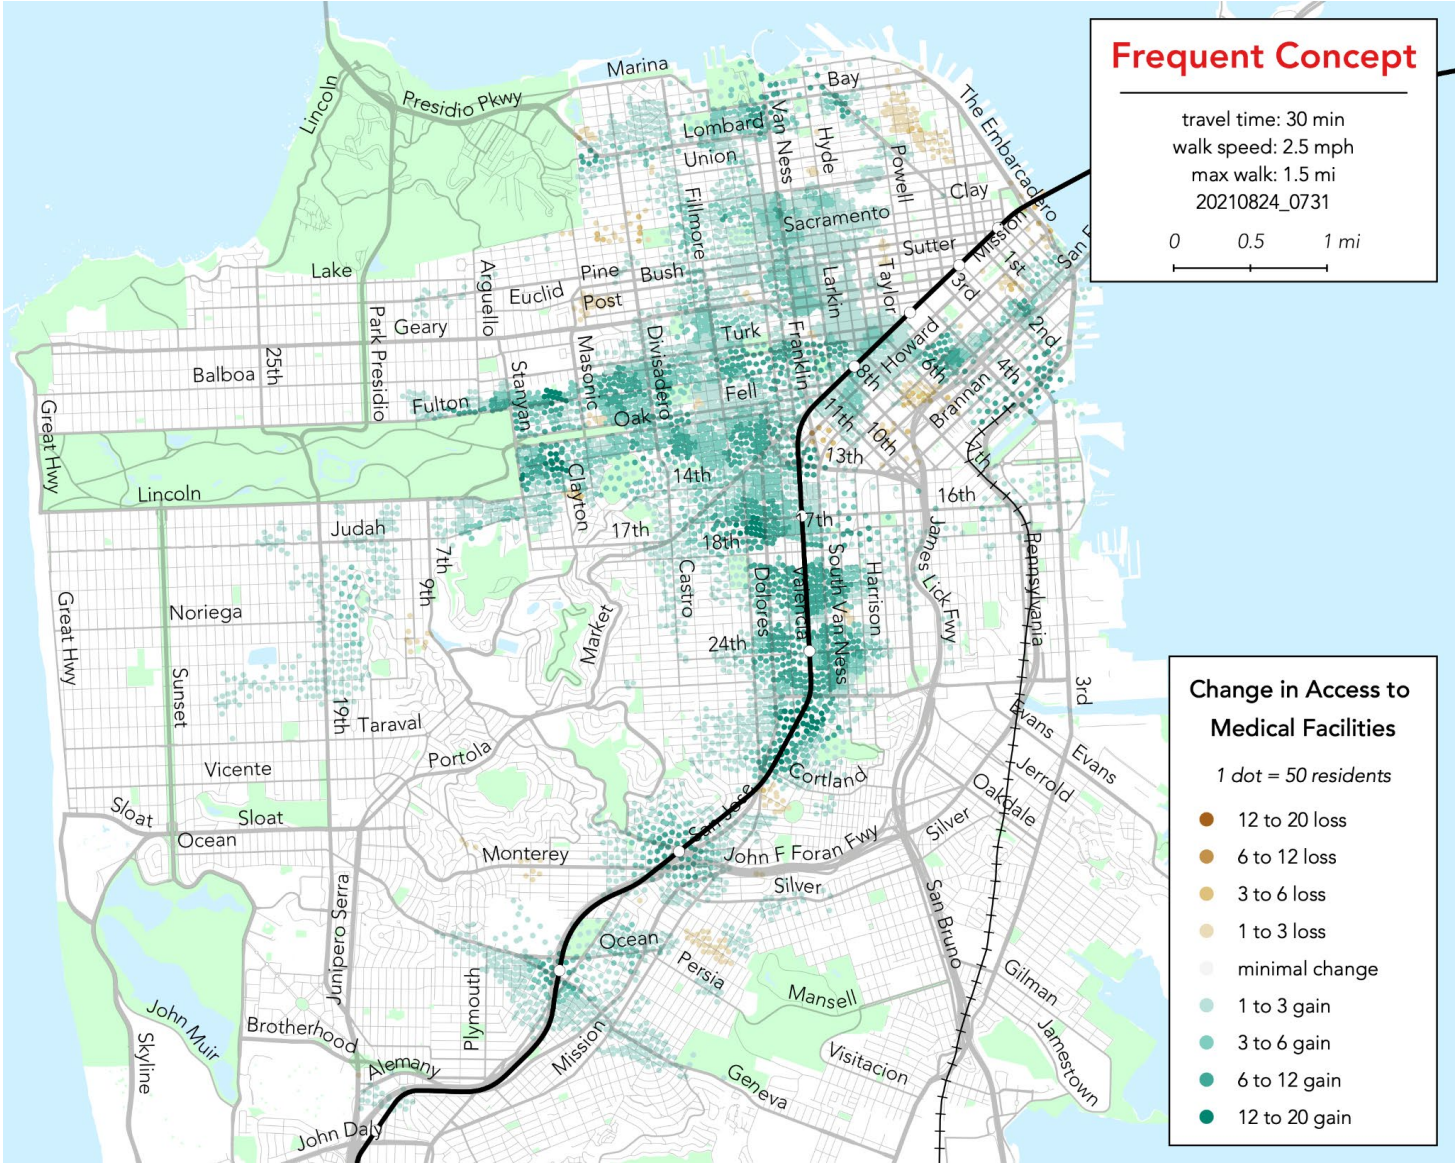 Frequent Concept
travel time: 30 min
walk speed: 2.5 mph
max walk: 1.5 mi
20210824_0731
0 0.5 1 mi
Marina
Bay
Lincoln
Presidio Pkwy
The Embarcadero
Lombard
Van Ness
Hyde
Union
Powell
Clay
Fillmore
Sacramento
Mission
Sutter
1st
San F
Lake
Arguello
Pine
Bush
Larkin
Taylor
3rd
Euclid
Post
Park Presidio
Geary
Turk
Franklin
Howard
2nd
25th
Balboa
Stanyan
Masonic
Divisadero
8th
6th
4th
Fulton
Fell
Brannan
Great Hwy
Oak
11th
10th
13th
7th
Clayton
14th
Lincoln
16th
Judah
17th
17th
18th
7th
9th
Castro
Dolores
Valencia
South Van Ness
Harrison
James Lick Fwy
Pennsylvania
Great Hwy
Noriega
Market
24th
Sunset
19th
3rd
Taraval
Portola
Evans
Evans
Vicente
Cortland
Jerrold
Oakdale
Sloat
Sloat
San Jose
Silver
Ocean
Monterey
John F Foran Fwy
Silver
Junipero Serra
San Bruno
Ocean
Persia
Plymouth
Gilman
Mansell
John Muir
Brotherhood
Mission
Skyline
Alemany
Visitacion
Jamestown
Geneva
John Daly
Change in Access to
Medical Facilities
1 dot = 50 residents
12 to 20 loss
6 to 12 loss
3 to 6 loss
1 to 3 loss
minimal change
1 to 3 gain
3 to 6 gain
6 to 12 gain
12 to 20 gain